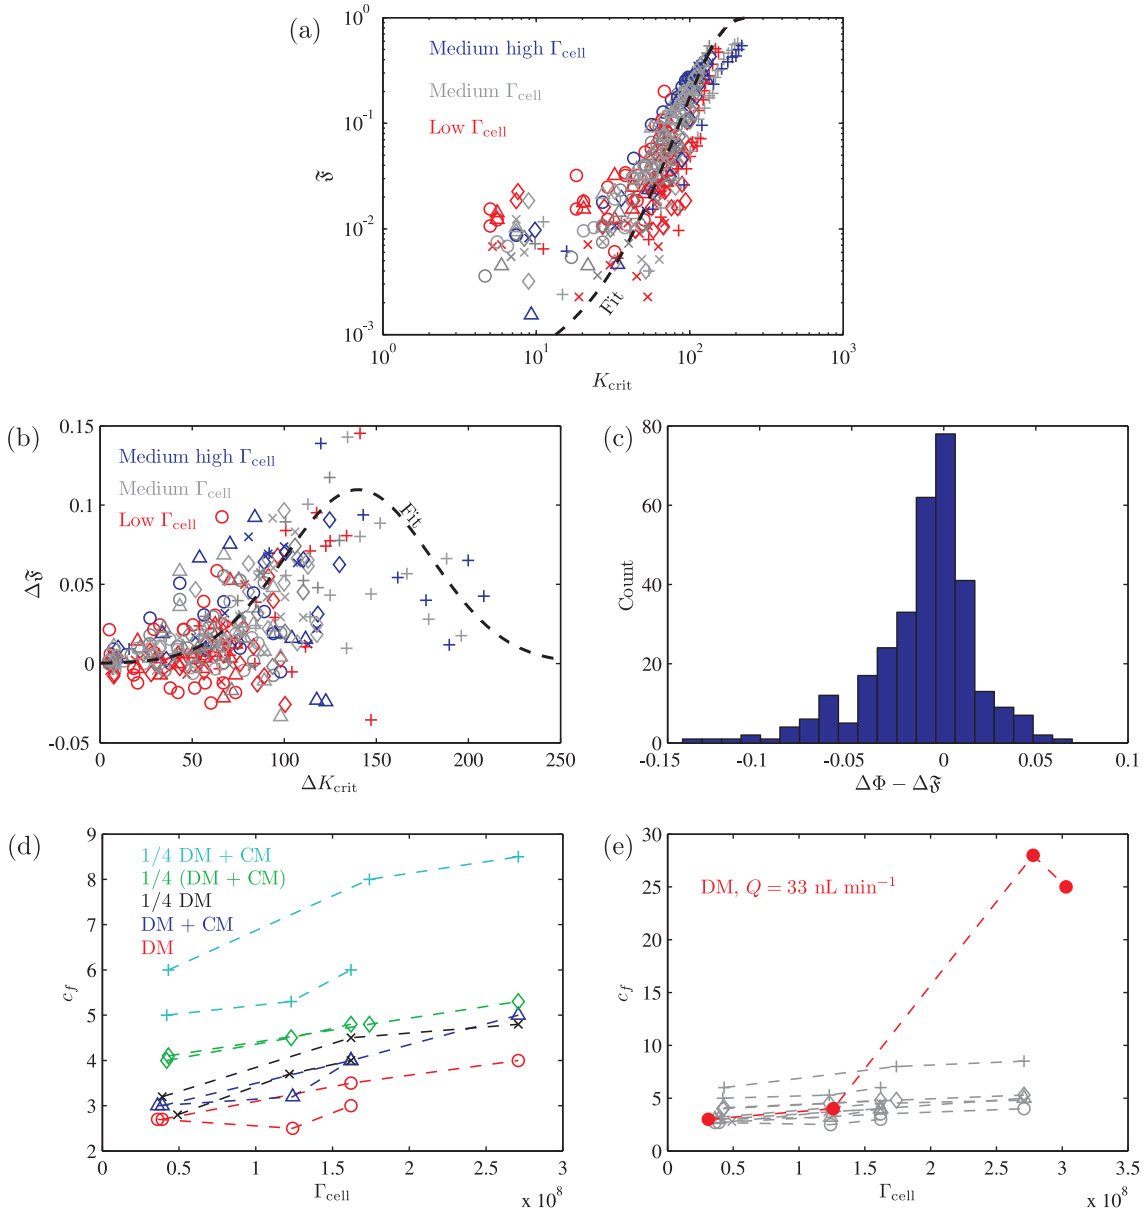 (a)
10^0
10^-1
10^-2
10^-3
𝔉
Medium high Γcell
Medium Γcell
Low Γcell
Fit
10^0 10^1 10^2 10^3
Kcrit
(b)
0.15
0.1
0.05
0
-0.05
Δ𝔉
Medium high Γcell
Medium Γcell
Low Γcell
Fit
0 50 100 150 200 250
ΔKcrit
(c)
80
60
40
20
0
Count
-0.15 -0.1 -0.05 0 0.05 0.1
ΔΦ − Δ𝔉
(d)
9
8
7
6
5
4
3
2
cf
1/4 DM + CM
1/4 (DM + CM)
1/4 DM
DM + CM
DM
0 0.5 1 1.5 2 2.5 3
Γcell
x 10^8
(e)
30
25
20
15
10
5
0
cf
DM, Q = 33 nL min^−1
0 0.5 1 1.5 2 2.5 3 3.5
Γcell
x 10^8